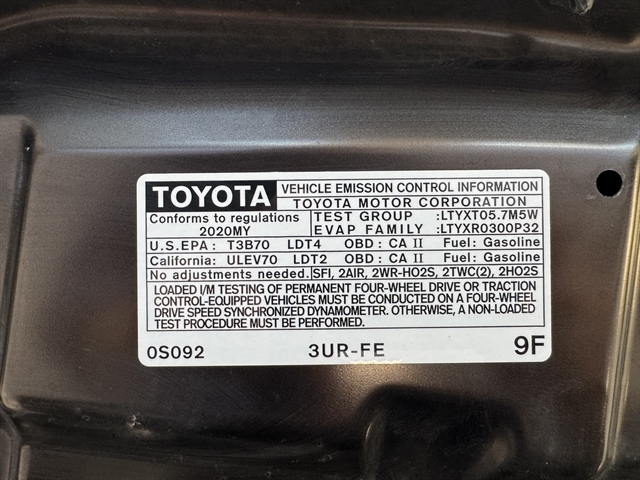 TOYOTA VEHICLE EMISSION CONTROL INFORMATION
TOYOTA MOTOR CORPORATION
Conforms to regulations TEST GROUP :LTYXT05.7M5W
2020MY EVAP FAMILY :LTYXR0300P32
U.S.EPA : T3B70 LDT4 OBD : CA II Fuel: Gasoline
California: ULEV70 LDT2 OBD : CA II Fuel: Gasoline
No adjustments needed. SFI, 2AIR, 2WR-HO2S, 2TWC(2), 2HO2S
LOADED I/M TESTING OF PERMANENT FOUR-WHEEL DRIVE OR TRACTION
CONTROL-EQUIPPED VEHICLES MUST BE CONDUCTED ON A FOUR-WHEEL
DRIVE SPEED SYNCHRONIZED DYNAMOMETER. OTHERWISE, A NON-LOADED
TEST PROCEDURE MUST BE PERFORMED.
0S092 3UR-FE 9F